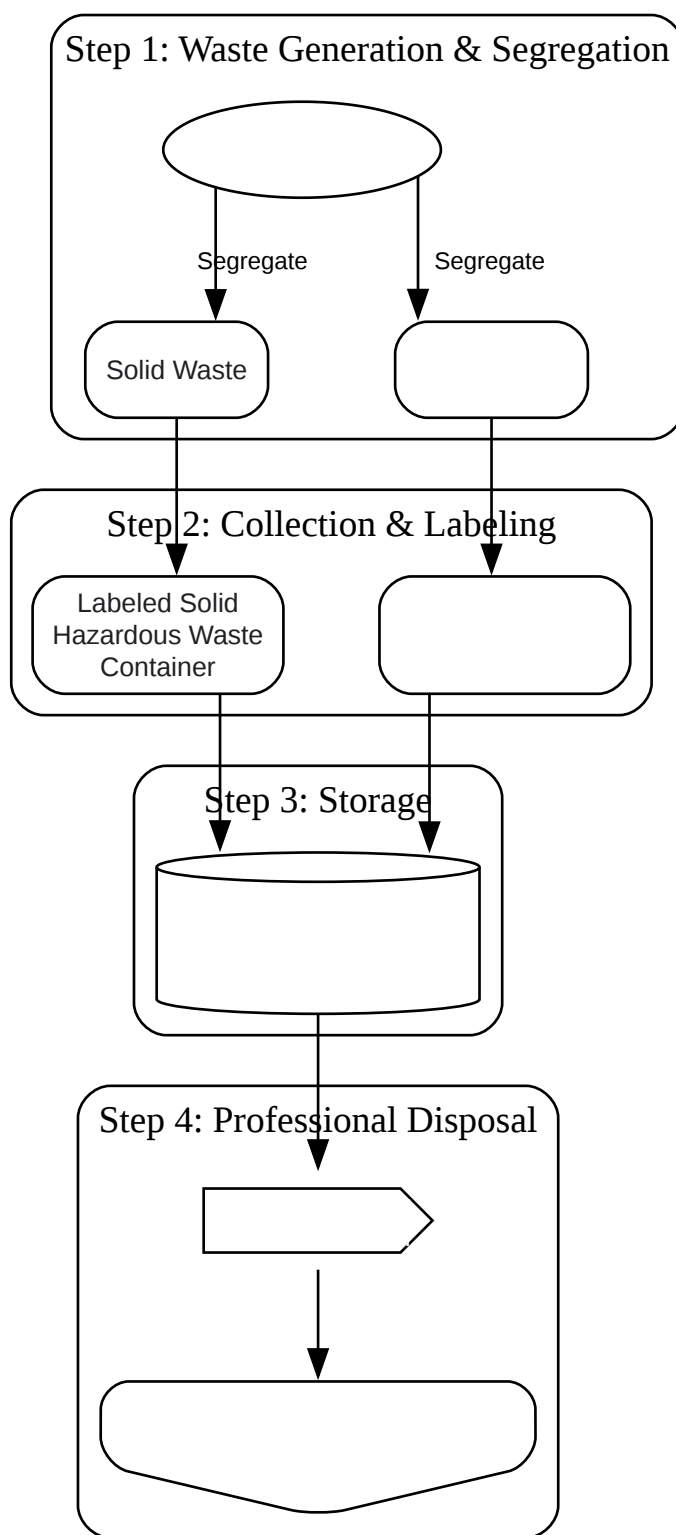 Step 1: Waste Generation & Segregation
Segregate
Segregate
Solid Waste
Step 2: Collection & Labeling
Labeled Solid
Hazardous Waste
Container
Step 3: Storage
Step 4: Professional Disposal